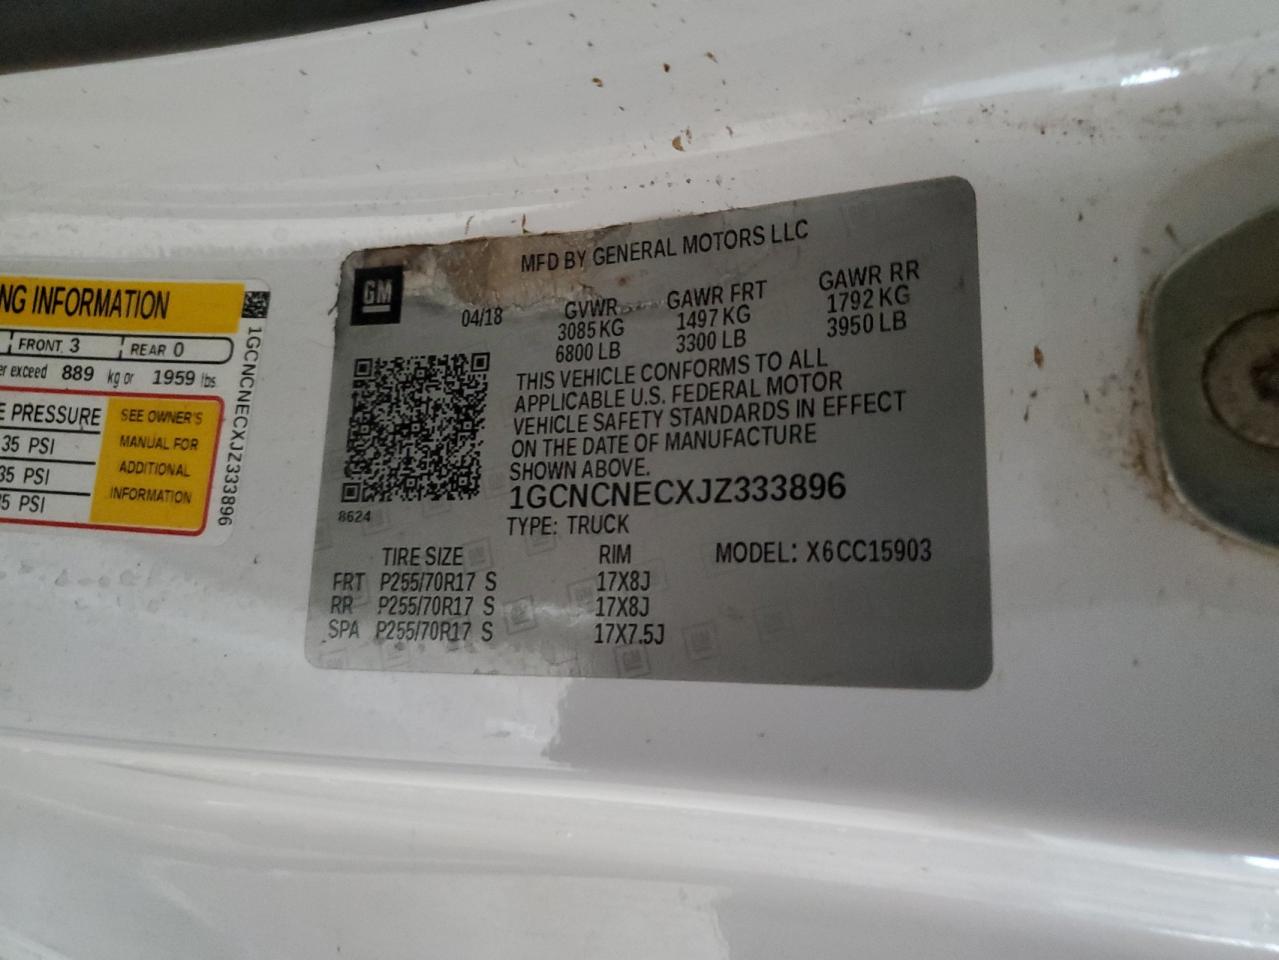 NG INFORMATION
FRONT 3 REAR 0
er exceed 889 kg or 1959 lbs.
E PRESSURE
35 PSI
35 PSI
35 PSI
SEE OWNER'S
MANUAL FOR
ADDITIONAL
INFORMATION
1GCNCNECXJZ333896
GM
MFD BY GENERAL MOTORS LLC
04/18 GVWR GAWR FRT GAWR RR
3085 KG 1497 KG 1792 KG
6800 LB 3300 LB 3950 LB
THIS VEHICLE CONFORMS TO ALL
APPLICABLE U.S. FEDERAL MOTOR
VEHICLE SAFETY STANDARDS IN EFFECT
ON THE DATE OF MANUFACTURE
SHOWN ABOVE.
1GCNCNECXJZ333896
8624
TYPE: TRUCK
TIRE SIZE RIM MODEL: X6CC15903
FRT P255/70R17 S 17X8J
RR P255/70R17 S 17X8J
SPA P255/70R17 S 17X7.5J